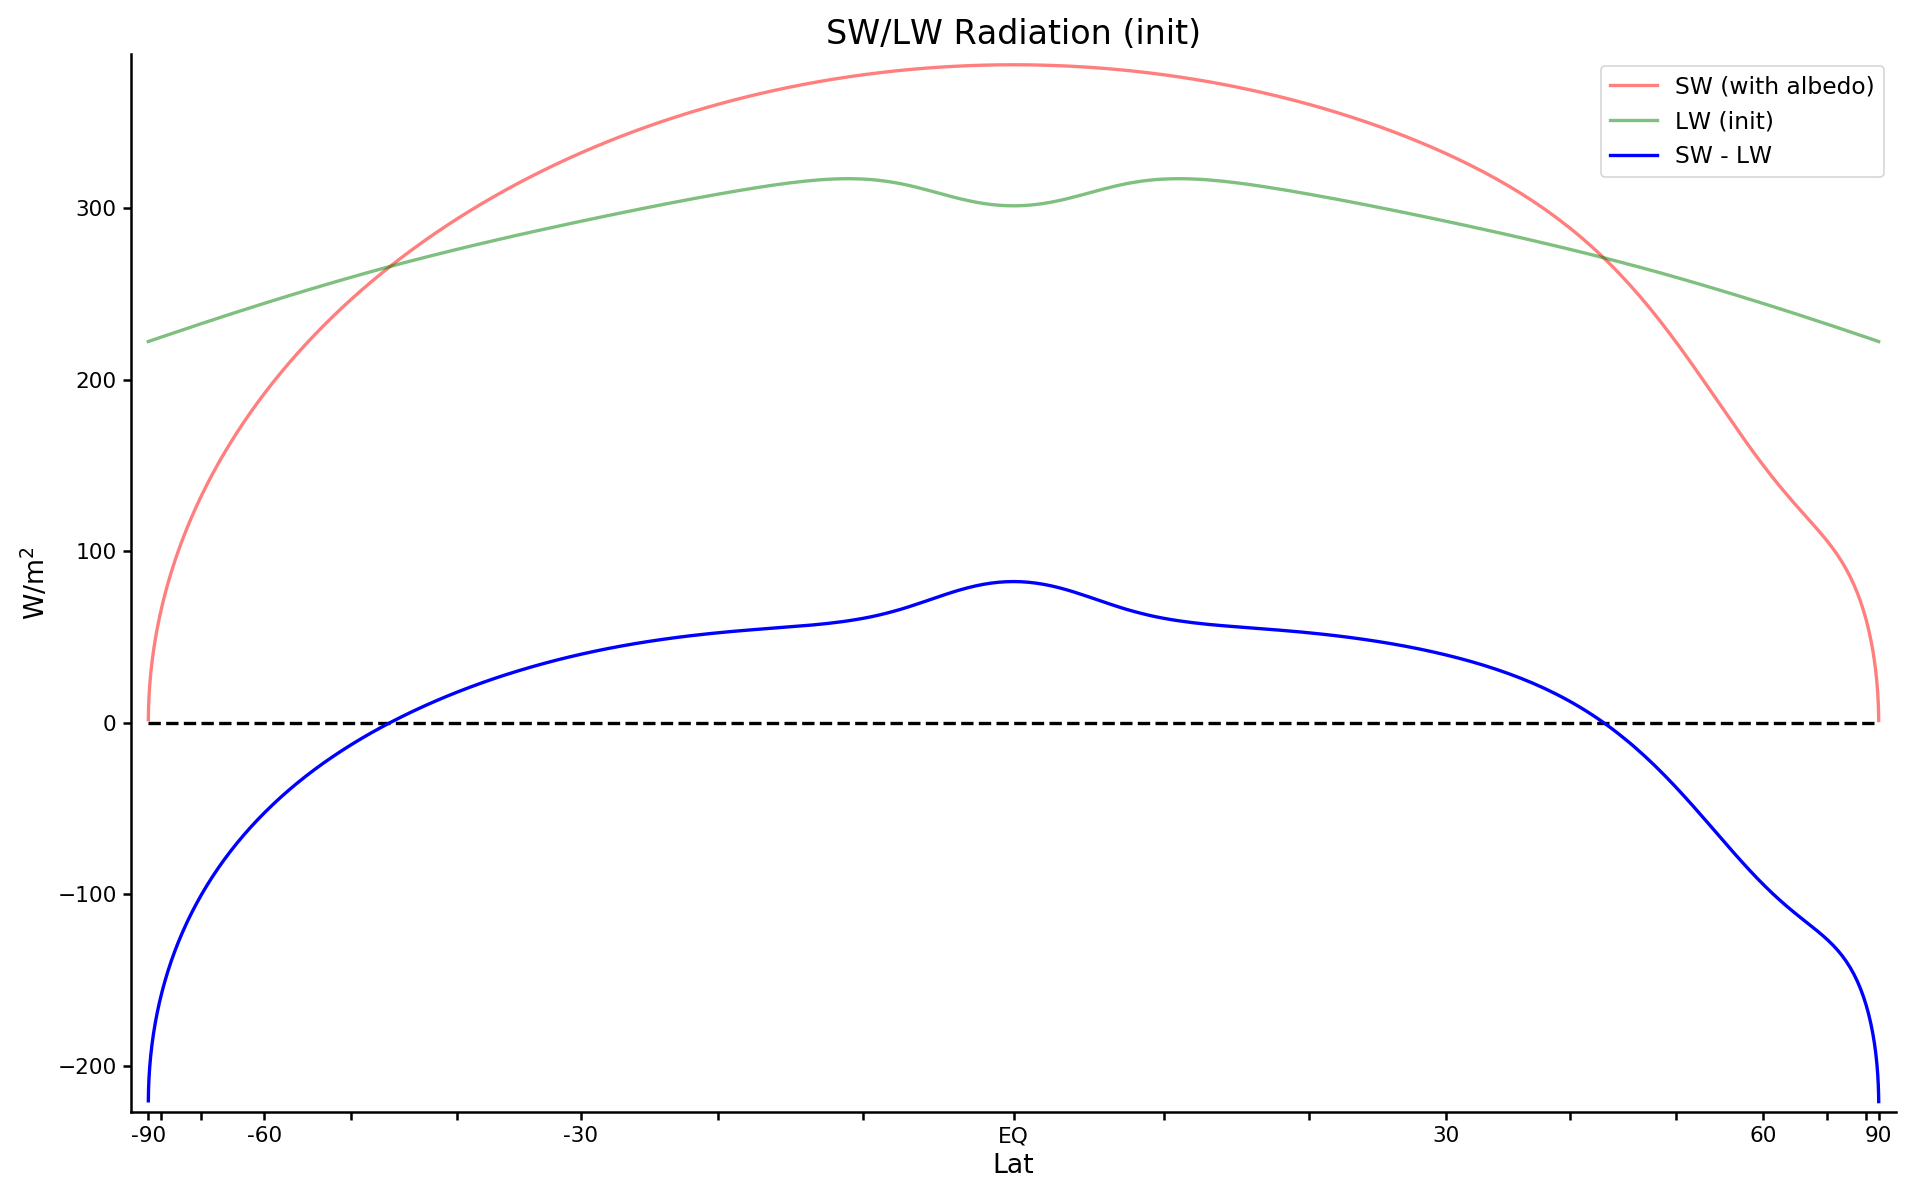 SW/LW Radiation (init)
SW (with albedo)
LW (init)
SW - LW
W/m²
300
200
100
0
−100
−200
-90
-60
-30
EQ
30
60
90
Lat